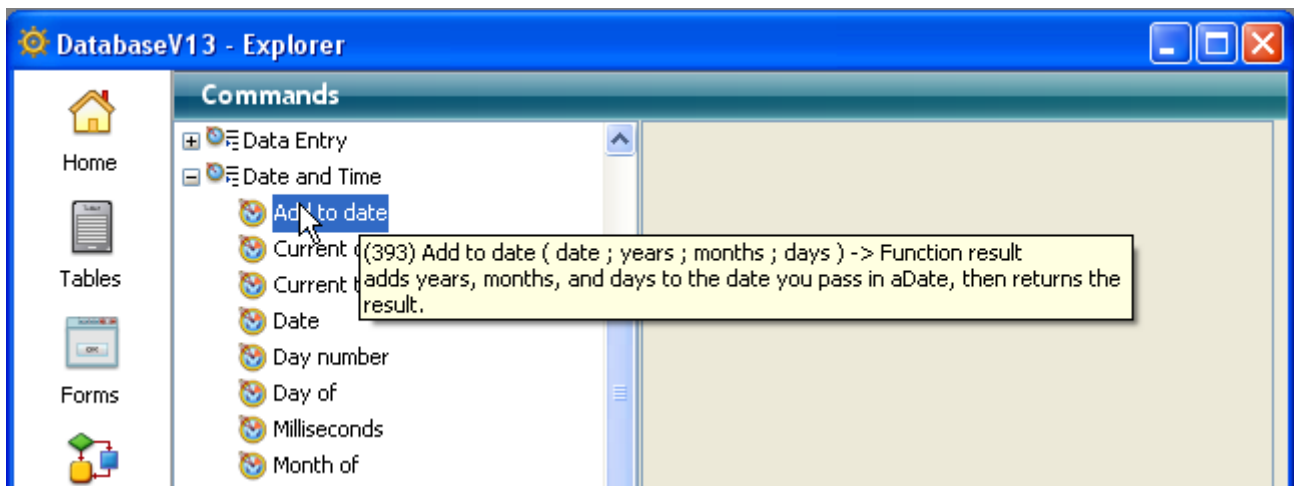 DatabaseV13 - Explorer
Commands
Home
Tables
Forms
Data Entry
Date and Time
Add to date
Current
Current
Date
Day number
Day of
Milliseconds
Month of
(393) Add to date ( date ; years ; months ; days ) -> Function result
adds years, months, and days to the date you pass in aDate, then returns the
result.